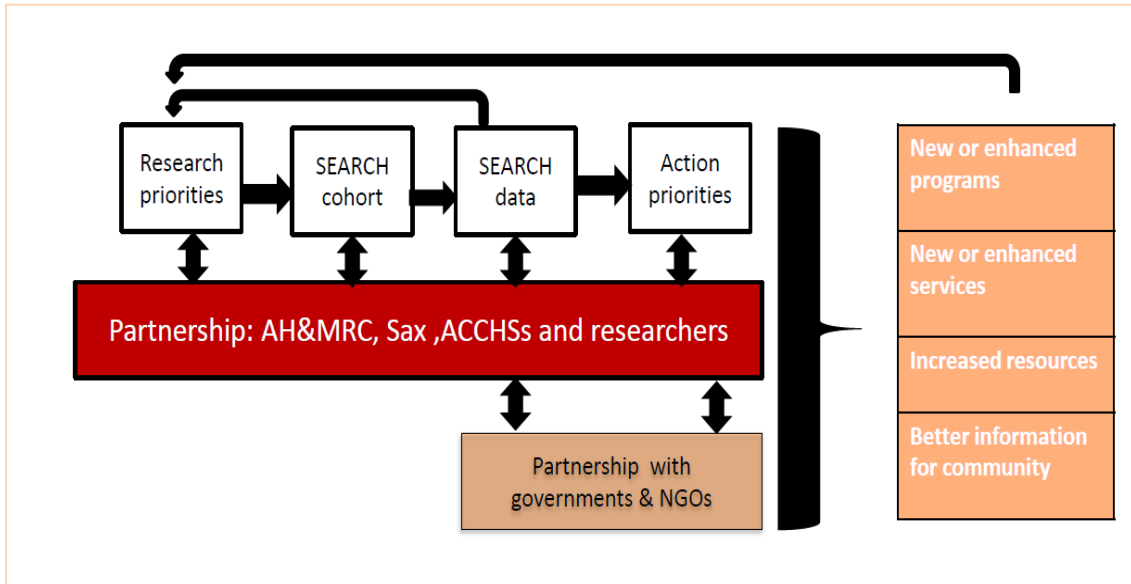 Research
priorities
SEARCH
cohort
SEARCH
data
Action
priorities
Partnership: AH&MRC, Sax ,ACCHSs and researchers
Partnership with
governments & NGOs
New or enhanced
programs
New or enhanced
services
Increased resources
Better information
for community